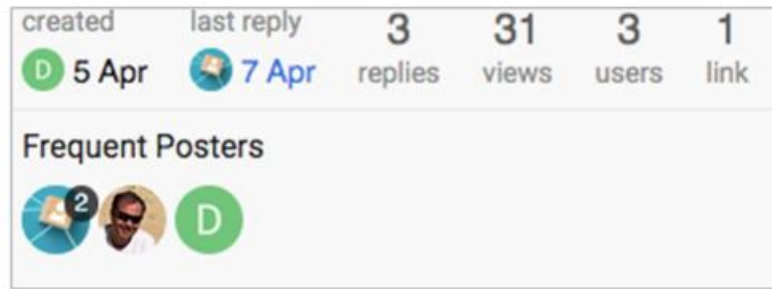 created last reply 3 31 3 1
D 5 Apr 7 Apr replies views users link
Frequent Posters
2 D